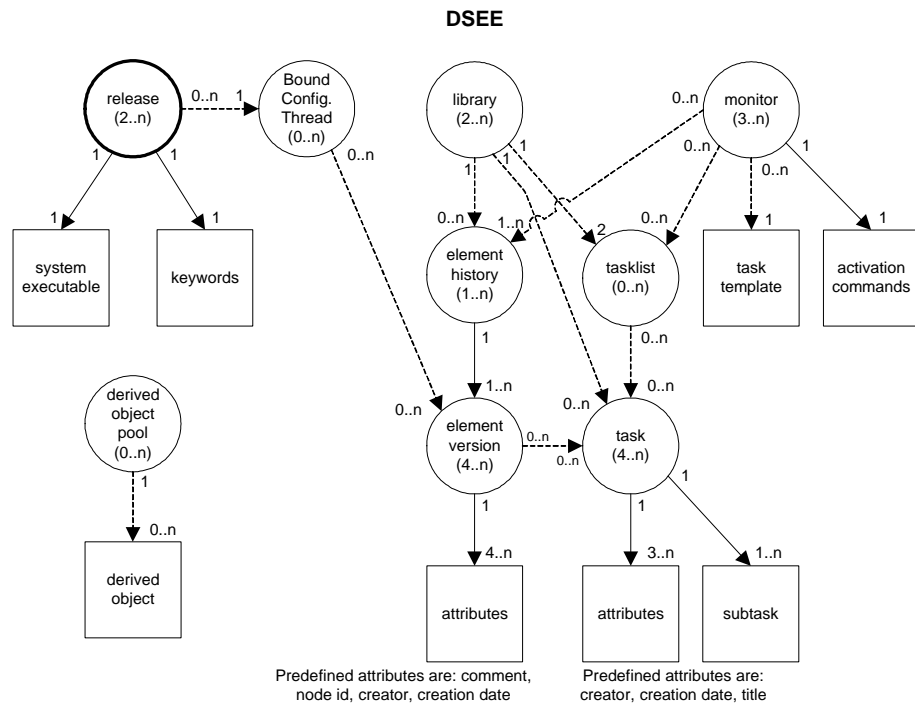 DSEE
release
(2..n)
0..n
1
Bound
Config.
Thread
(0..n)
library
(2..n)
0..n
monitor
(3..n)
1
1
0..n
1
1
1
0..n
0..n
1
1
1
0..n
1..n
2
0..n
1
1
system
executable
keywords
element
history
(1..n)
tasklist
(0..n)
task
template
activation
commands
1
0..n
derived
object
pool
(0..n)
1..n
0..n
0..n
0..n
element
version
(4..n)
0..n
0..n
task
(4..n)
1
1
1
1
0..n
4..n
3..n
1..n
derived
object
attributes
attributes
subtask
Predefined attributes are: comment,
node id, creator, creation date
Predefined attributes are:
creator, creation date, title